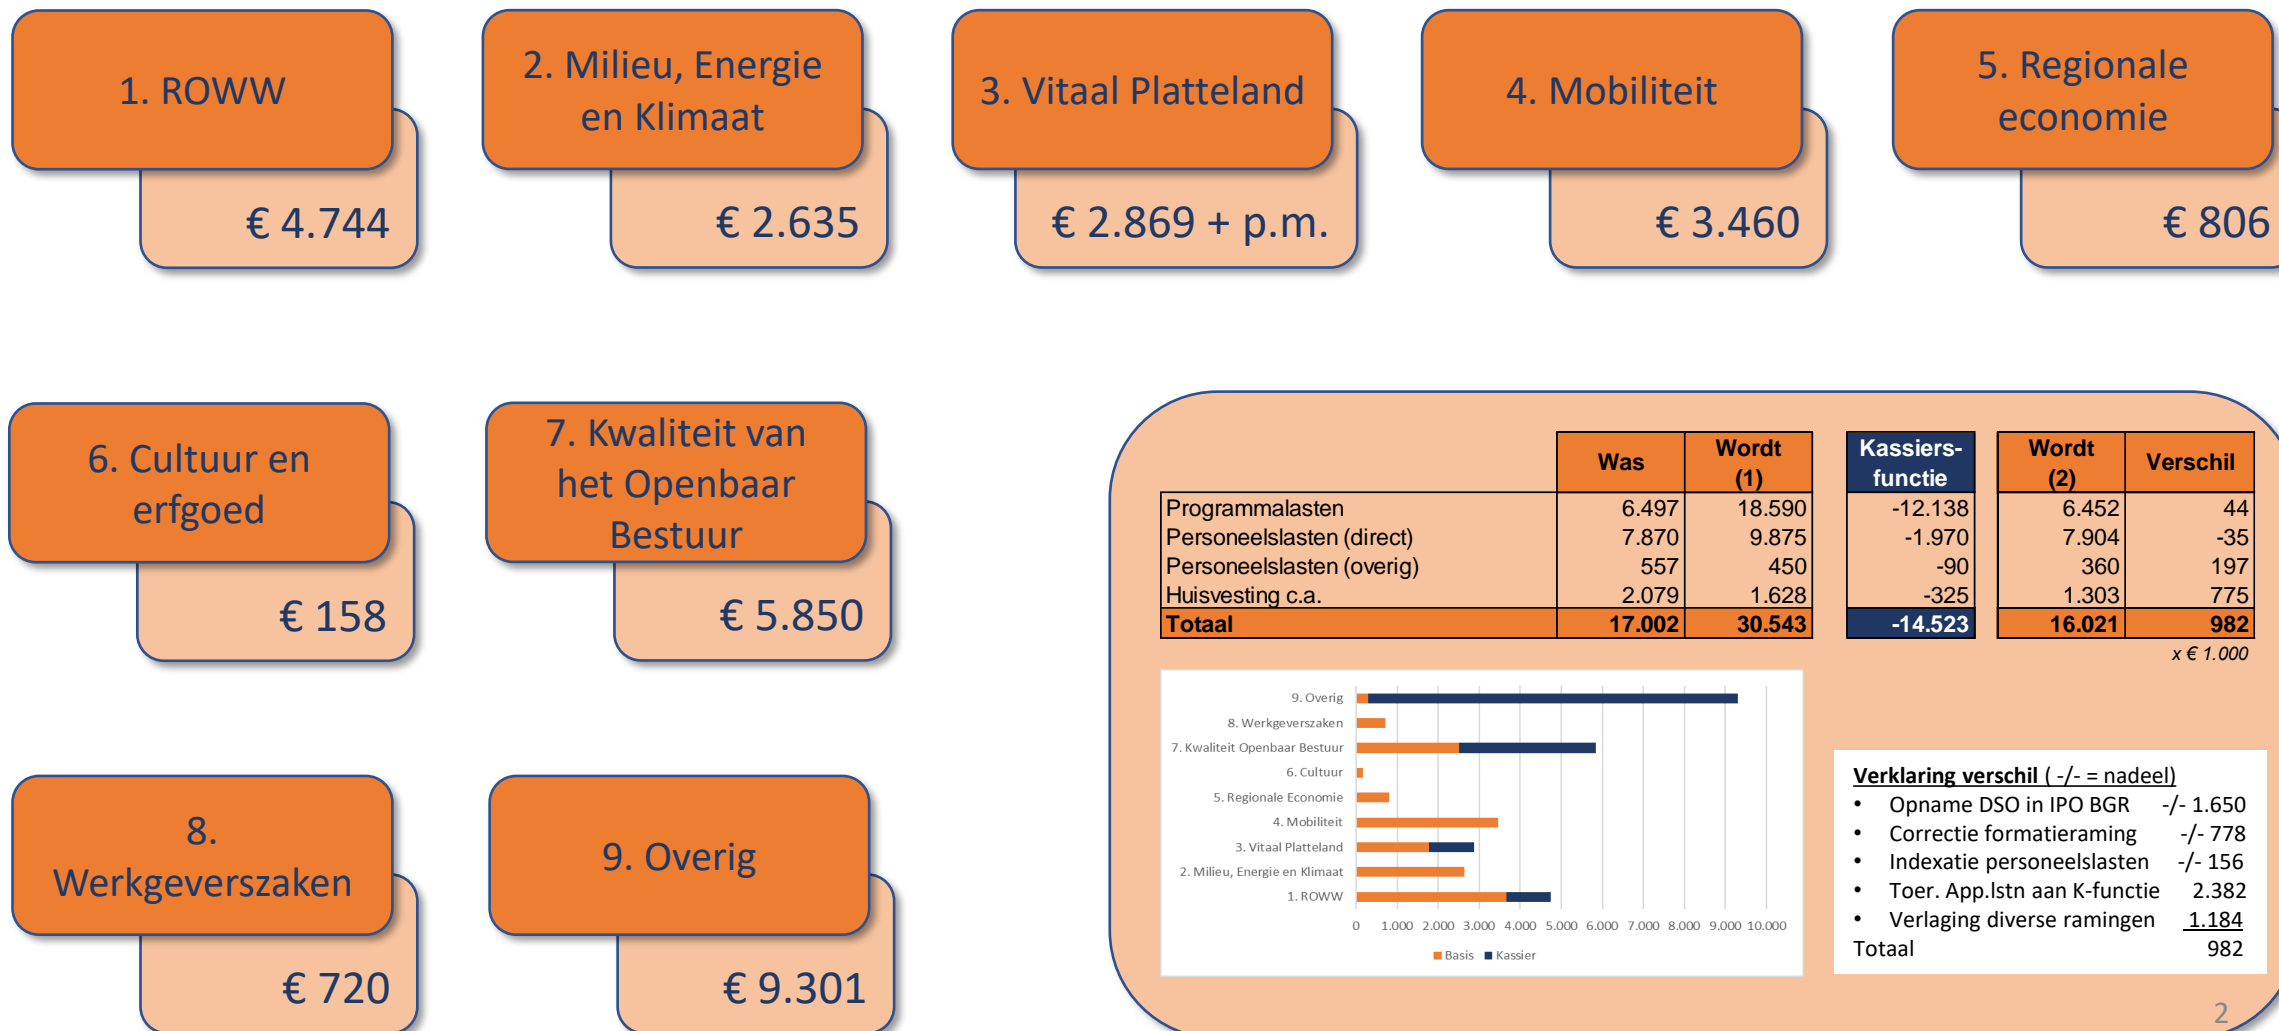 1. ROWW
€ 4.744
2. Milieu, Energie
en Klimaat
€ 2.635
3. Vitaal Platteland
€ 2.869 + p.m.
4. Mobiliteit
€ 3.460
5. Regionale
economie
€ 806
6. Cultuur en
erfgoed
€ 158
7. Kwaliteit van
het Openbaar
Bestuur
€ 5.850
8.
Werkgeverszaken
€ 720
9. Overig
€ 9.301
Was Wordt (1) Kassiers-functie Wordt (2) Verschil
Programmalasten 6.497 18.590 -12.138 6.452 44
Personeelslasten (direct) 7.870 9.875 -1.970 7.904 -35
Personeelslasten (overig) 557 450 -90 360 197
Huisvesting c.a. 2.079 1.628 -325 1.303 775
Totaal 17.002 30.543 -14.523 16.021 982
x € 1.000
9. Overig
8. Werkgeverszaken
7. Kwaliteit Openbaar Bestuur
6. Cultuur
5. Regionale Economie
4. Mobiliteit
3. Vitaal Platteland
2. Milieu, Energie en Klimaat
1. ROWW
0 1.000 2.000 3.000 4.000 5.000 6.000 7.000 8.000 9.000 10.000
Basis Kassier
Verklaring verschil ( -/- = nadeel)
• Opname DSO in IPO BGR -/- 1.650
• Correctie formatieraming -/- 778
• Indexatie personeelslasten -/- 156
• Toer. App.lstn aan K-functie 2.382
• Verlaging diverse ramingen 1.184
Totaal 982
2